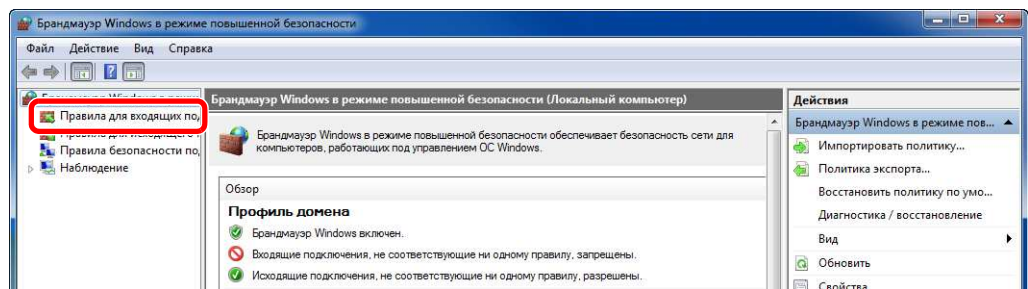 Брандмауэр Windows в режиме повышенной безопасности
Файл Действие Вид Справка
Правила для входящих под
Правила безопасности по,
Наблюдение
Брандмауэр Windows в режиме повышенной безопасности (Локальный компьютер)
Брандмауэр Windows в режиме повышенной безопасности обеспечивает безопасность сети для
компьютеров, работающих под управлением ОС Windows.
Обзор
Профиль домена
Брандмауэр Windows включен.
Входящие подключения, не соответствующие ни одному правилу, запрещены.
Исходящие подключения, не соответствующие ни одному правилу, разрешены.
Действия
Брандмауэр Windows в режиме пов...
Импортировать политику...
Политика экспорта...
Восстановить политику по умо...
Диагностика / восстановление
Вид
Обновить
Свойства